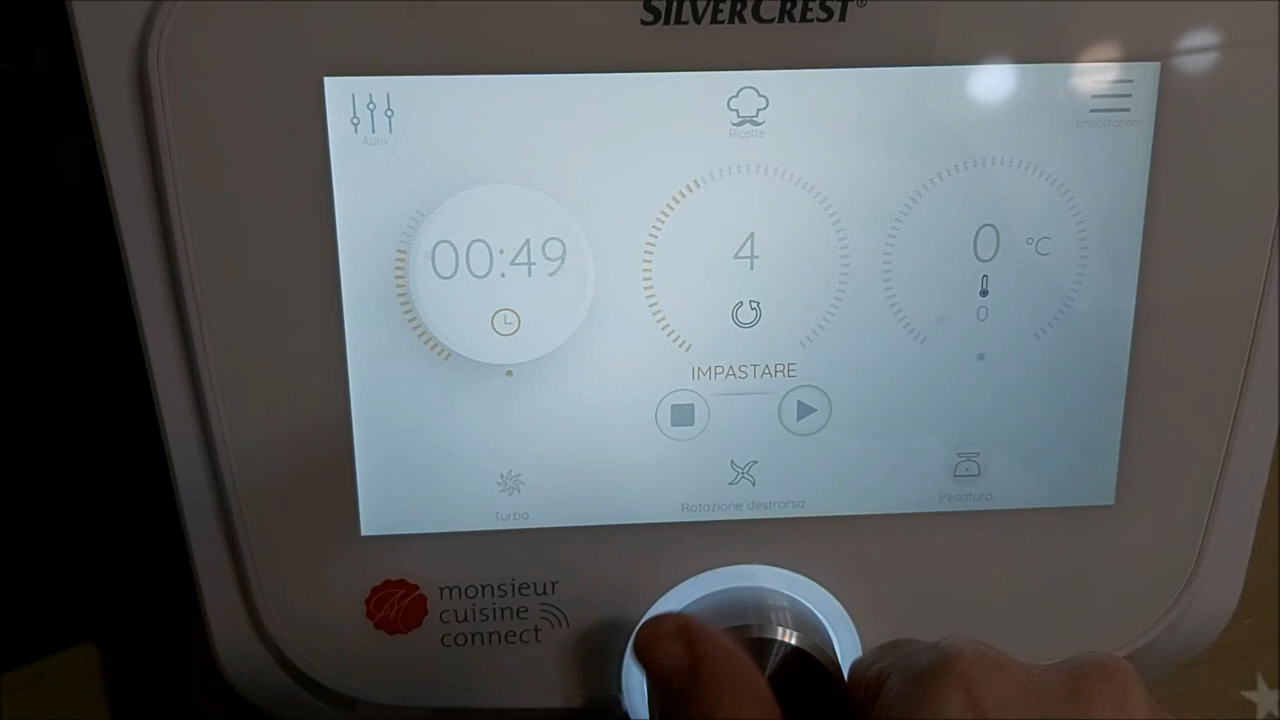 SILVERCREST®
Auto
Ricette
Impostazioni
00:49
4
0 °C
0
IMPASTARE
Turbo
Rotazione destrorsa
Pesatura
monsieur
cuisine
connect